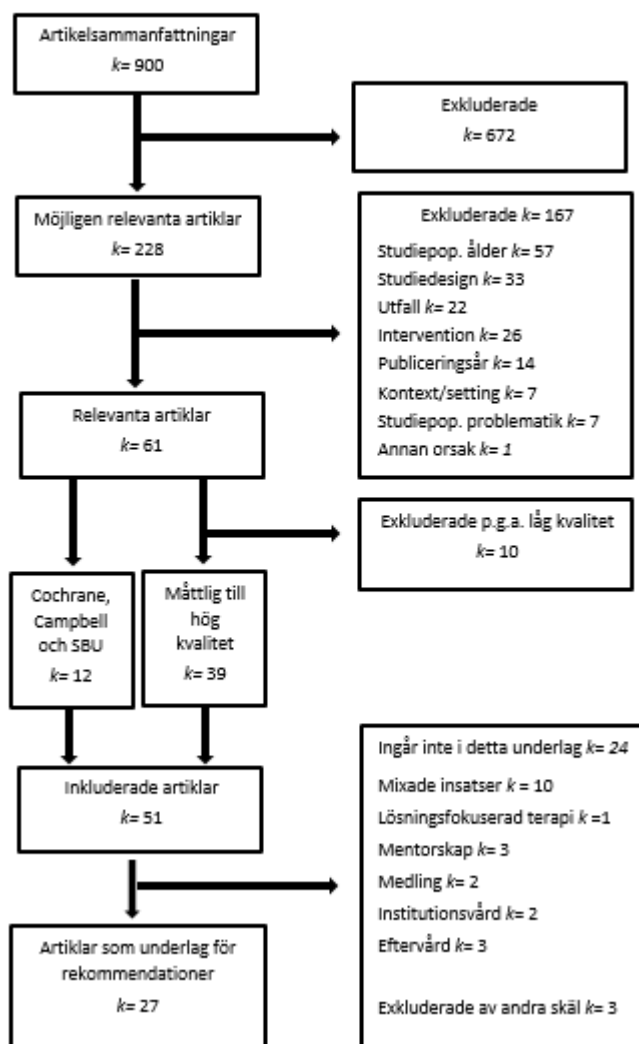 Artikelsammanfattningar
k= 900
Exkluderade
k= 672
Möjligen relevanta artiklar
k= 228
Exkluderade k= 167
Studiepop. ålder k= 57
Studiedesign k= 33
Utfall k= 22
Intervention k= 26
Publiceringsår k= 14
Kontext/setting k= 7
Studiepop. problematik k= 7
Annan orsak k= 1
Relevanta artiklar
k= 61
Exkluderade p.g.a. låg kvalitet
k= 10
Cochrane,
Campbell
och SBU
k= 12
Måttlig till
hög
kvalitet
k= 39
Inkluderade artiklar
k= 51
Ingår inte i detta underlag k= 24
Mixade insatser k = 10
Lösningsfokuserad terapi k =1
Mentorskap k= 3
Medling k= 2
Institutionsvård k= 2
Eftervård k= 3
Exkluderade av andra skäl k= 3
Artiklar som underlag för
rekommendationer
k= 27